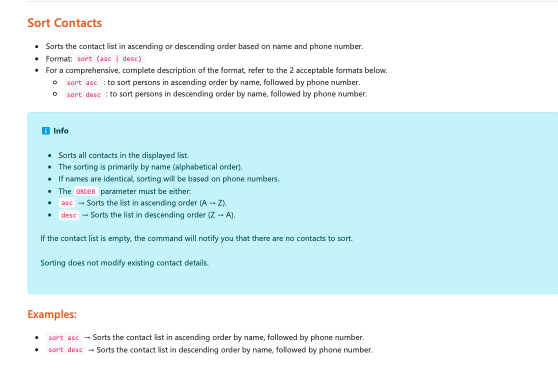 Sort Contacts
Sorts the contact list in ascending or descending order based on name and phone number.
Format: sort (asc | desc)
For a comprehensive, complete description of the format, refer to the 2 acceptable formats below.
sort asc : to sort persons in ascending order by name, followed by phone number.
sort desc : to sort persons in descending order by name, followed by phone number.
Info
Sorts all contacts in the displayed list.
The sorting is primarily by name (alphabetical order).
If names are identical, sorting will be based on phone numbers.
The ORDER parameter must be either:
asc → Sorts the list in ascending order (A → Z).
desc → Sorts the list in descending order (Z → A).
If the contact list is empty, the command will notify you that there are no contacts to sort.
Sorting does not modify existing contact details.
Examples:
sort asc → Sorts the contact list in ascending order by name, followed by phone number.
sort desc → Sorts the contact list in descending order by name, followed by phone number.